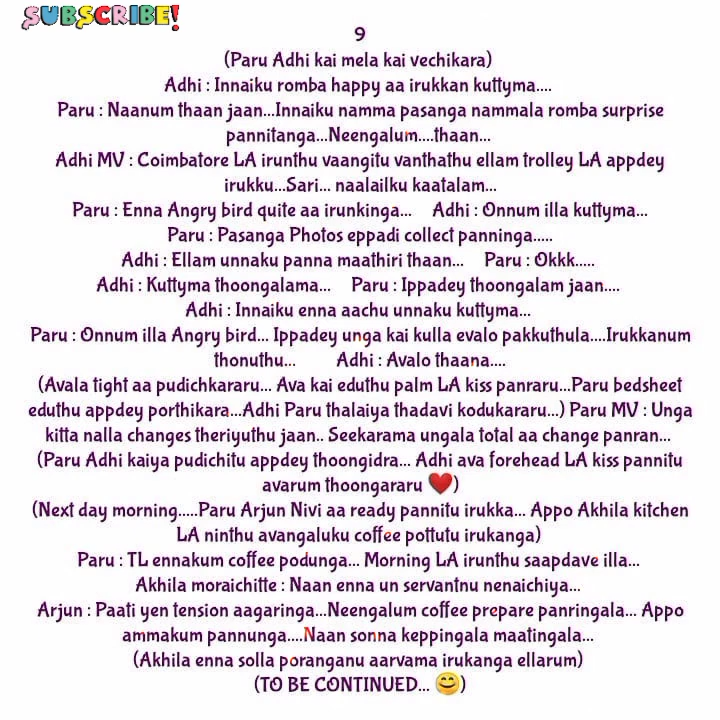 SUBSCRIBE!
9
(Paru Adhi kai mela kai vechikara)
Adhi : Innaiku romba happy aa irukkan kuttyma....
Paru : Naanum thaan jaan...Innaiku namma pasanga nammala romba surprise
pannitanga...Neengalum....thaan...
Adhi MV : Coimbatore LA irunthu vaangitu vanthathu ellam trolley LA appdey
irukku...Sari... naalailku kaatalam...
Paru : Enna Angry bird quite aa irunkinga... Adhi : Onnum illa kuttyma...
Paru : Pasanga Photos eppadi collect panninga.....
Adhi : Ellam unnaku panna maathiri thaan... Paru : Okkk.....
Adhi : Kuttyma thoongalama... Paru : Ippadey thoongalam jaan....
Adhi : Innaiku enna aachu unnaku kuttyma...
Paru : Onnum illa Angry bird... Ippadey unga kai kulla evalo pakkuthula....Irukkanum
thonuthu... Adhi : Avalo thaana....
(Avala tight aa pudichkararu... Ava kai eduthu palm LA kiss panraru...Paru bedsheet
eduthu appdey porthikara...Adhi Paru thalaiya thadavi kodukararu...) Paru MV : Unga
kitta nalla changes theriyuthu jaan.. Seekarama ungala total aa change panran...
(Paru Adhi kaiya pudichitu appdey thoongidra... Adhi ava forehead LA kiss pannitu
avarum thoongararu ❤️)
(Next day morning.....Paru Arjun Nivi aa ready pannitu irukka... Appo Akhila kitchen
LA ninthu avangaluku coffee pottutu irukanga)
Paru : TL ennakum coffee podunga... Morning LA irunthu saapdave illa...
Akhila moraichitte : Naan enna un servantnu nenaichiya...
Arjun : Paati yen tension aagaringa...Neengalum coffee prepare panringala... Appo
ammakum pannunga....Naan sonna keppingala maatingala...
(Akhila enna solla poranganu aarvama irukanga ellarum)
(TO BE CONTINUED... 😊)